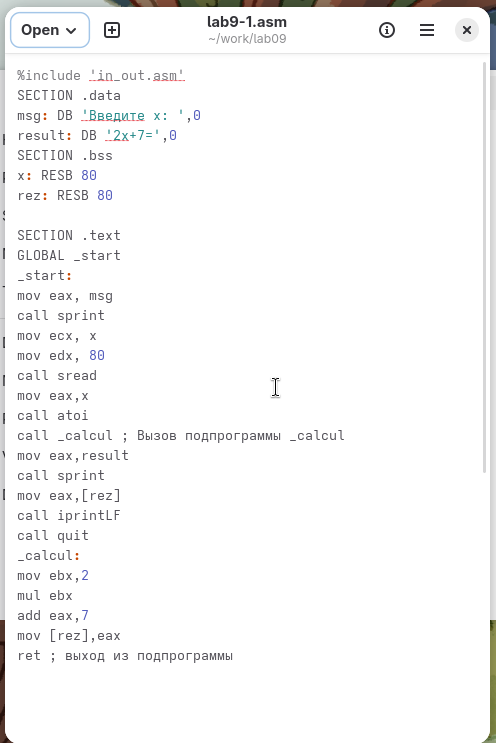 Open
lab9-1.asm
~/work/lab09
%include 'in_out.asm'
SECTION .data
msg: DB 'Введите x: ',0
result: DB '2x+7=',0
SECTION .bss
x: RESB 80
rez: RESB 80
SECTION .text
GLOBAL _start
_start:
mov eax, msg
call sprint
mov ecx, x
mov edx, 80
call sread
mov eax,x
call atoi
call _calcul ; Вызов подпрограммы _calcul
mov eax,result
call sprint
mov eax,[rez]
call iprintLF
call quit
_calcul:
mov ebx,2
mul ebx
add eax,7
mov [rez],eax
ret ; выход из подпрограммы